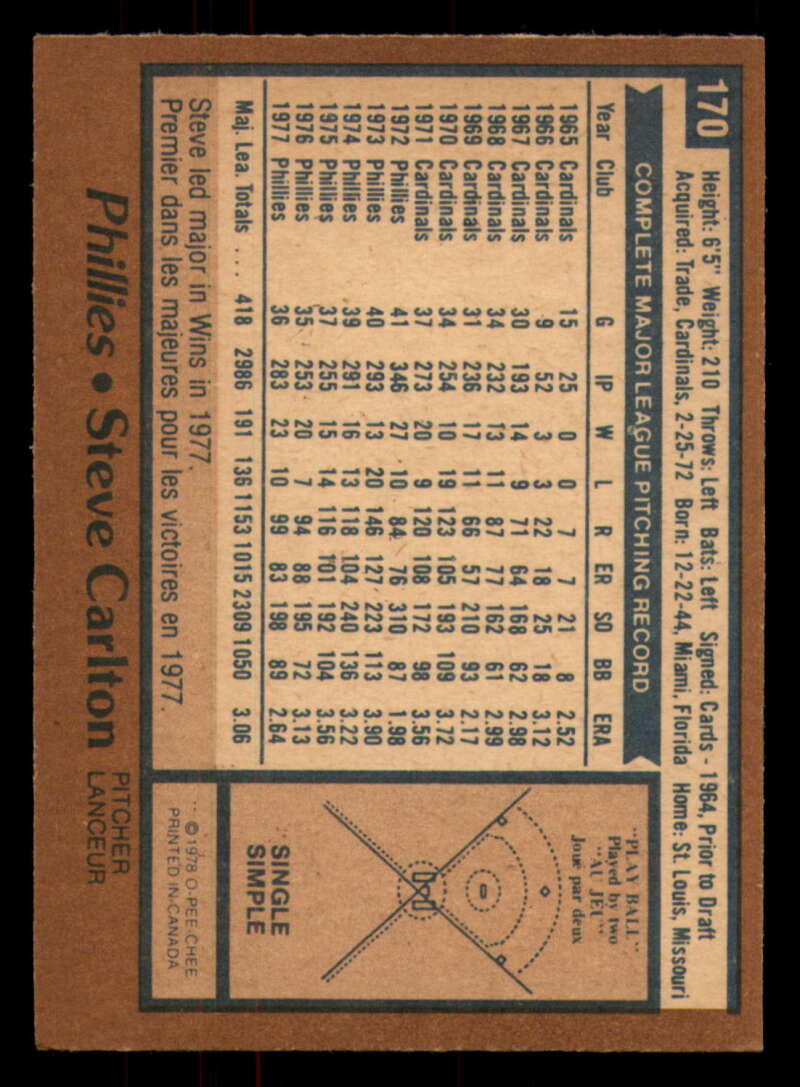 170
Height: 6'5" Weight: 210 Throws: Left Bats: Left Signed: Cards - 1964, Prior to Draft
Acquired: Trade, Cardinals, 2-25-72 Born: 12-22-44, Miami, Florida Home: St. Louis, Missouri
COMPLETE MAJOR LEAGUE PITCHING RECORD
Year Club G IP W L R ER SO BB ERA
1965 Cardinals 15 25 0 0 7 7 21 8 2.52
1966 Cardinals 9 52 3 3 22 18 25 18 3.12
1967 Cardinals 30 193 14 9 71 64 168 62 2.98
1968 Cardinals 34 232 13 11 87 77 162 61 2.99
1969 Cardinals 31 236 17 11 66 57 210 93 2.17
1970 Cardinals 34 254 10 19 123 105 193 109 3.72
1971 Cardinals 37 273 20 9 120 108 172 98 3.56
1972 Phillies 41 346 27 10 84 76 310 87 1.98
1973 Phillies 40 293 13 20 146 127 223 113 3.90
1974 Phillies 39 291 16 13 118 104 240 136 3.22
1975 Phillies 37 255 15 14 116 101 192 104 3.56
1976 Phillies 35 253 20 7 94 88 195 72 3.13
1977 Phillies 36 283 23 10 99 83 198 89 2.64
Maj. Lea. Totals ... 418 2986 191 136 1153 1015 2309 1050 3.06
Steve led major in Wins in 1977.
Premier dans les majeures pour les victoires en 1977.
"PLAY BALL"
Played by two
"AU JEU"
Joué par deux
SINGLE
SIMPLE
©1978 O-PEE-CHEE
PRINTED IN CANADA
Phillies • Steve Carlton
PITCHER
LANCEUR